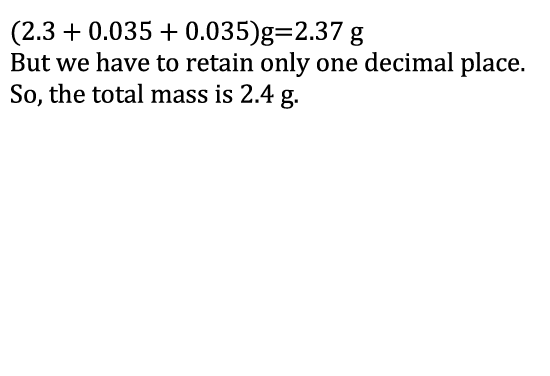 (2.3 + 0.035 + 0.035)g=2.37 g
But we have to retain only one decimal place.
So, the total mass is 2.4 g.